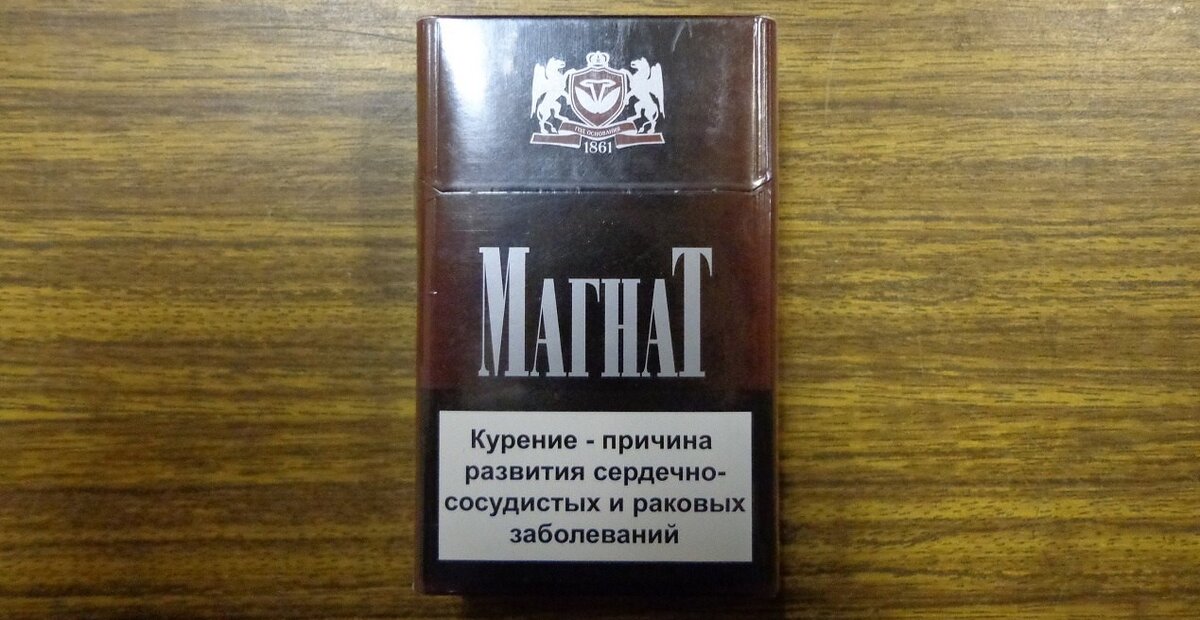 ГОД ОСНОВАНИЯ
1861
МАГНАТ
Курение - причина
развития сердечно-
сосудистых и раковых
заболеваний